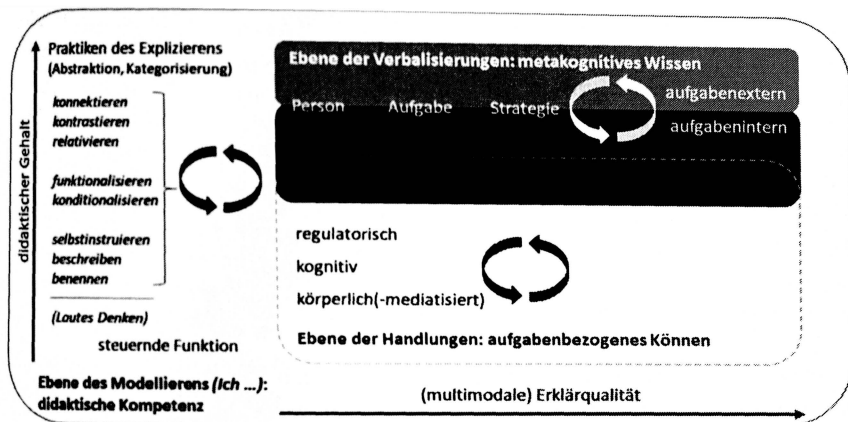 didaktischer Gehalt
Praktiken des Explizierens
(Abstraktion, Kategorisierung)
konnektieren
kontrastieren
relativieren
funktionalisieren
konditionalisieren
selbstinstruieren
beschreiben
benennen
(Lautes Denken)
steuernde Funktion
Ebene des Modellierens (Ich ...):
didaktische Kompetenz
Ebene der Verbalisierungen: metakognitives Wissen
Person Aufgabe Strategie
aufgabenextern
aufgabenintern
regulatorisch
kognitiv
körperlich(-mediatisiert)
Ebene der Handlungen: aufgabenbezogenes Können
(multimodale) Erklärqualität